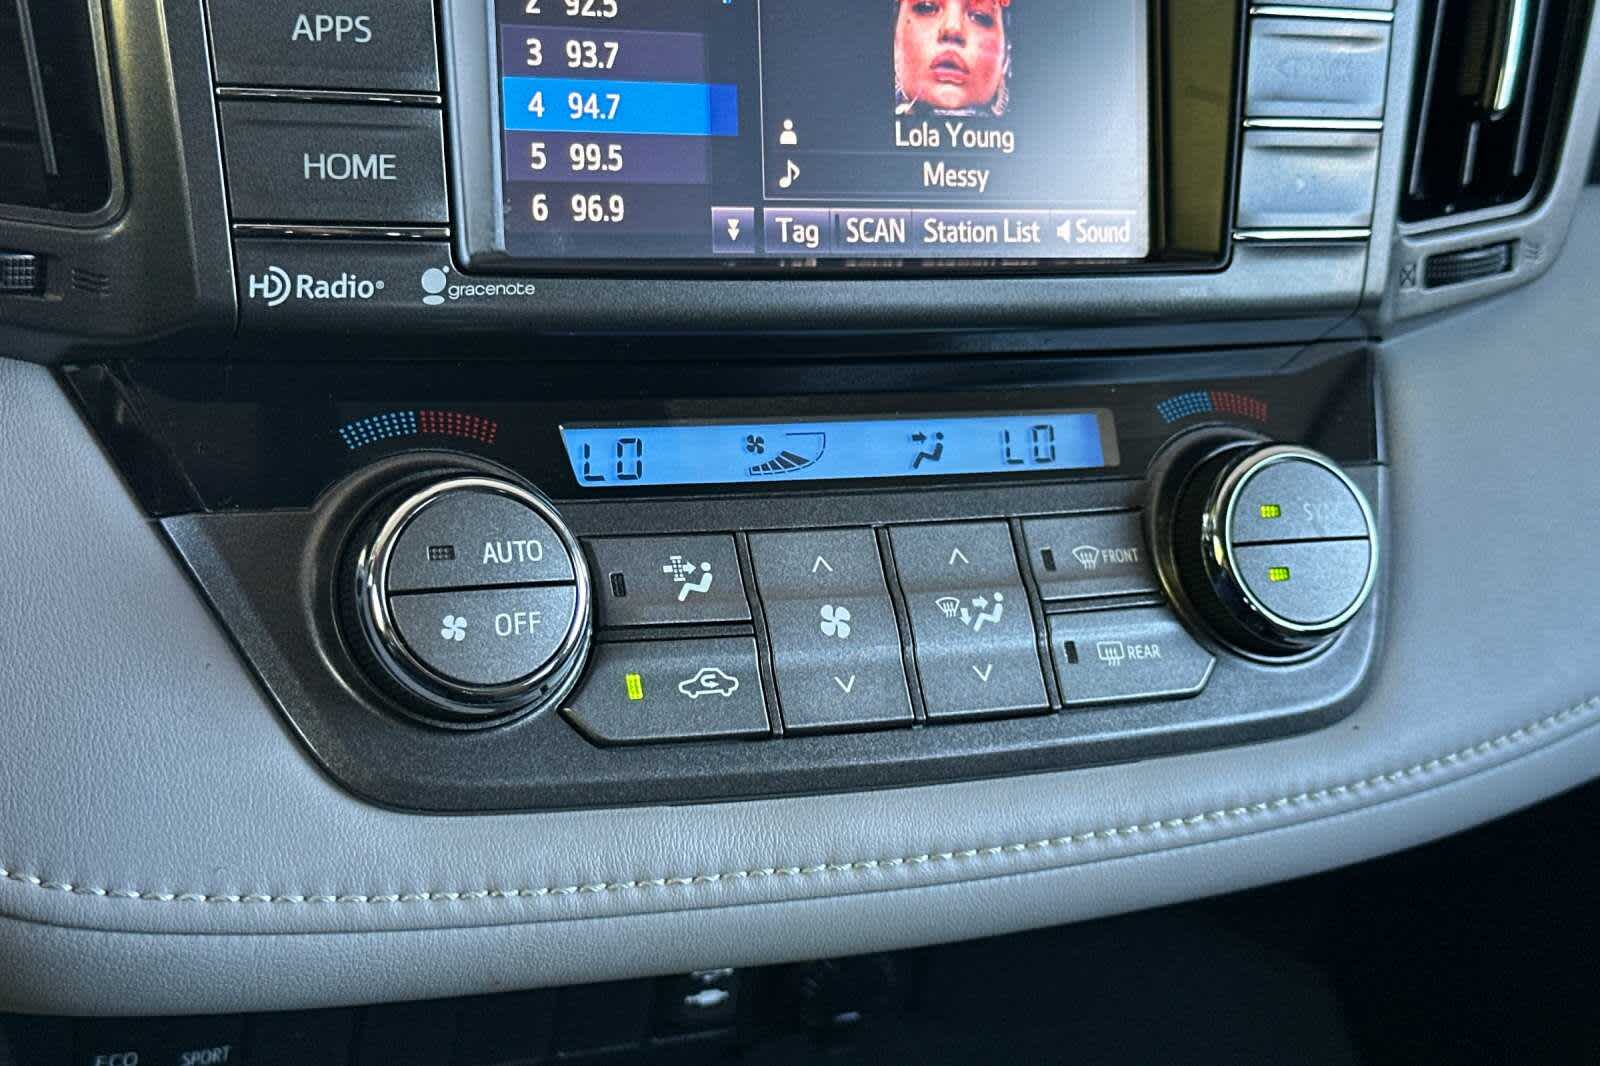 APPS
HOME
2 92.5
3 93.7
4 94.7
5 99.5
6 96.9
Lola Young
Messy
Tag SCAN Station List Sound
HD Radio®
gracenote
LO LO
AUTO
OFF
FRONT
REAR
SYNC
ECO SPORT